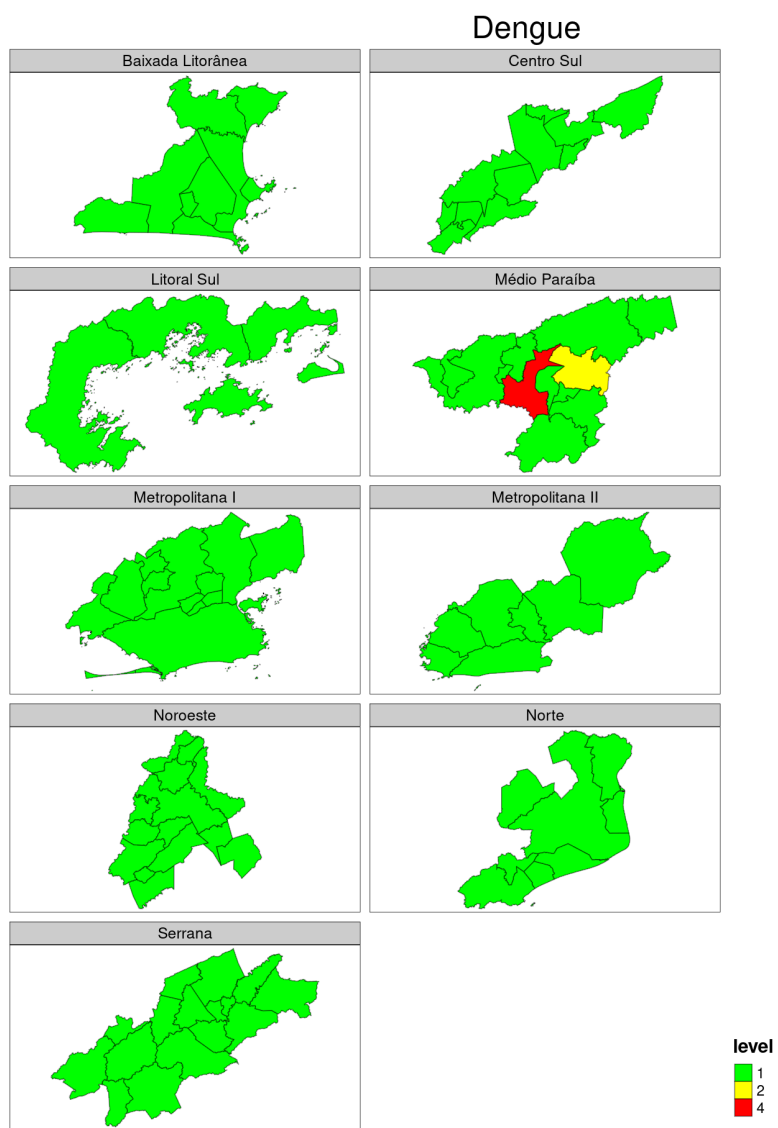 Dengue
Baixada Litorânea
Centro Sul
Litoral Sul
Médio Paraíba
Metropolitana I
Metropolitana II
Noroeste
Norte
Serrana
level
1
2
4